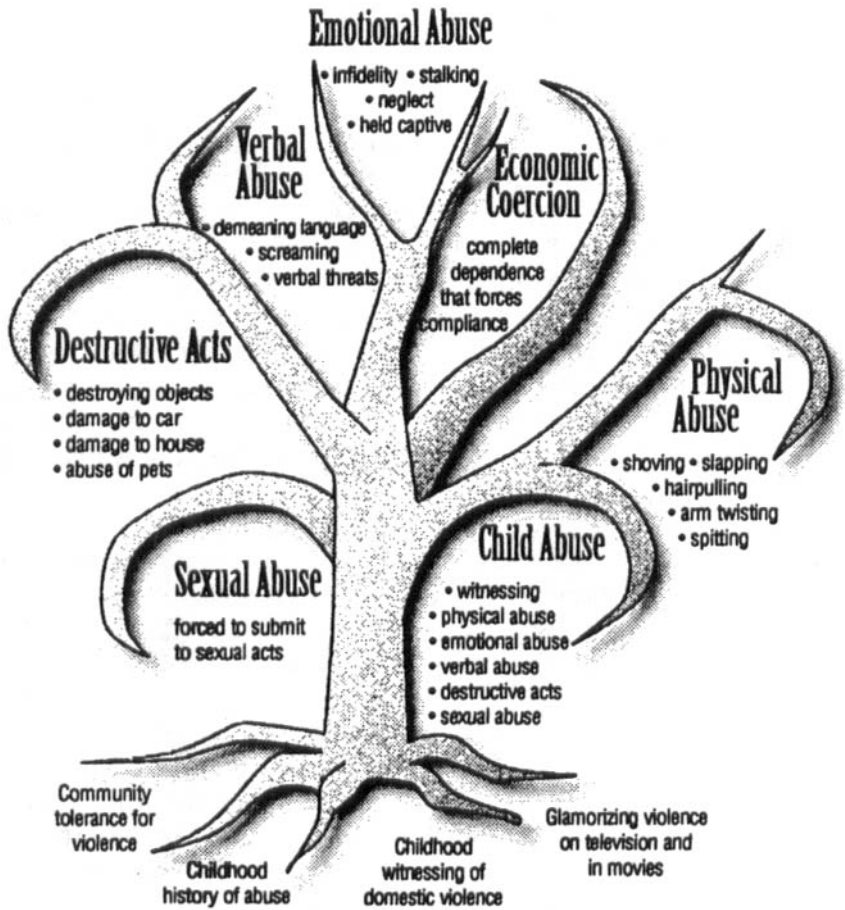 Emotional Abuse
• infidelity • stalking
• neglect
• held captive
Verbal
Abuse
• demeaning language
• screaming
• verbal threats
Economic
Coercion
complete
dependence
that forces
compliance
Destructive Acts
• destroying objects
• damage to car
• damage to house
• abuse of pets
Physical
Abuse
• shoving • slapping
• hairpulling
• arm twisting
• spitting
Sexual Abuse
forced to submit
to sexual acts
Child Abuse
• witnessing
• physical abuse
• emotional abuse
• verbal abuse
• destructive acts
• sexual abuse
Community
tolerance for
violence
Childhood
history of abuse
Childhood
witnessing of
domestic violence
Glamorizing violence
on television and
in movies